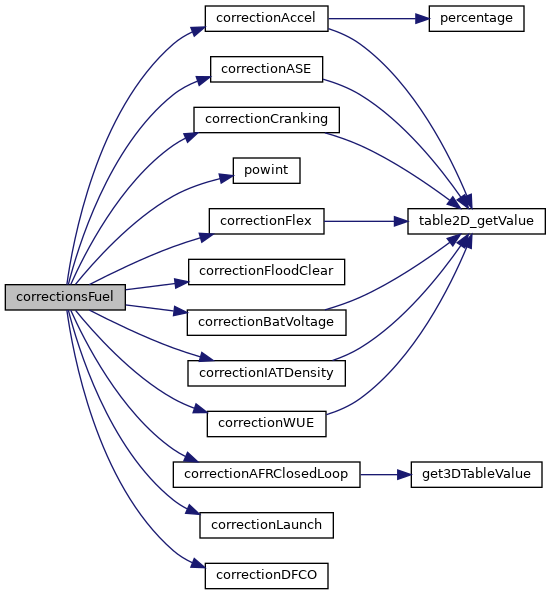 correctionAccel
percentage
correctionASE
correctionCranking
powint
correctionFlex
table2D_getValue
correctionFloodClear
correctionsFuel
correctionBatVoltage
correctionIATDensity
correctionWUE
correctionAFRClosedLoop
get3DTableValue
correctionLaunch
correctionDFCO